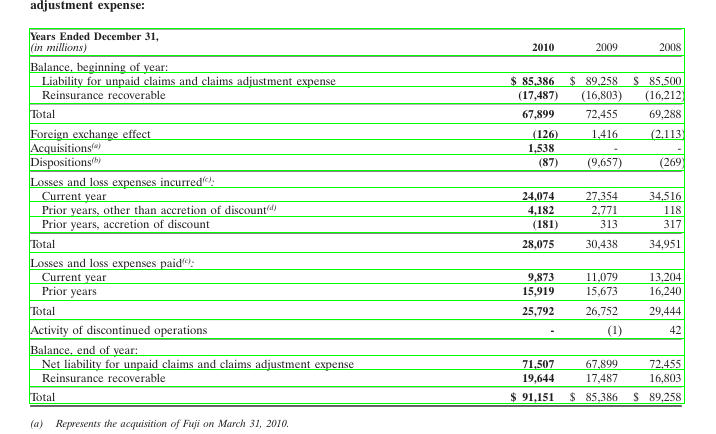 adjustment expense:
Years Ended December 31,
(in millions) 2010 2009 2008
Balance, beginning of year:
Liability for unpaid claims and claims adjustment expense $ 85,386 $ 89,258 $ 85,500
Reinsurance recoverable (17,487) (16,803) (16,212)
Total 67,899 72,455 69,288
Foreign exchange effect (126) 1,416 (2,113)
Acquisitions(a) 1,538 - -
Dispositions(b) (87) (9,657) (269)
Losses and loss expenses incurred(c):
Current year 24,074 27,354 34,516
Prior years, other than accretion of discount(d) 4,182 2,771 118
Prior years, accretion of discount (181) 313 317
Total 28,075 30,438 34,951
Losses and loss expenses paid(c):
Current year 9,873 11,079 13,204
Prior years 15,919 15,673 16,240
Total 25,792 26,752 29,444
Activity of discontinued operations - (1) 42
Balance, end of year:
Net liability for unpaid claims and claims adjustment expense 71,507 67,899 72,455
Reinsurance recoverable 19,644 17,487 16,803
Total $ 91,151 $ 85,386 $ 89,258
(a) Represents the acquisition of Fuji on March 31, 2010.